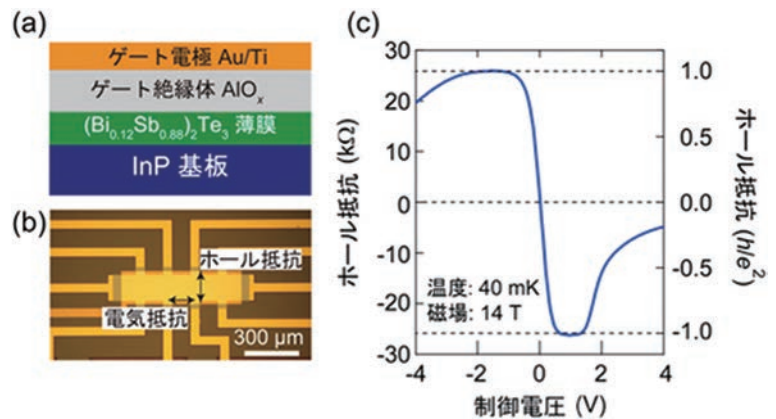 (a)
ゲート電極 Au/Ti
ゲート絶縁体 AlOx
(Bi0.12Sb0.88)2Te3 薄膜
InP 基板
(b)
ホール抵抗
電気抵抗
300 μm
(c)
ホール抵抗 (kΩ)
30
20
10
0
-10
-20
-30
温度: 40 mK
磁場: 14 T
-4
-2
0
2
4
制御電圧 (V)
1.0
0.5
0.0
-0.5
-1.0
ホール抵抗 (h/e²)